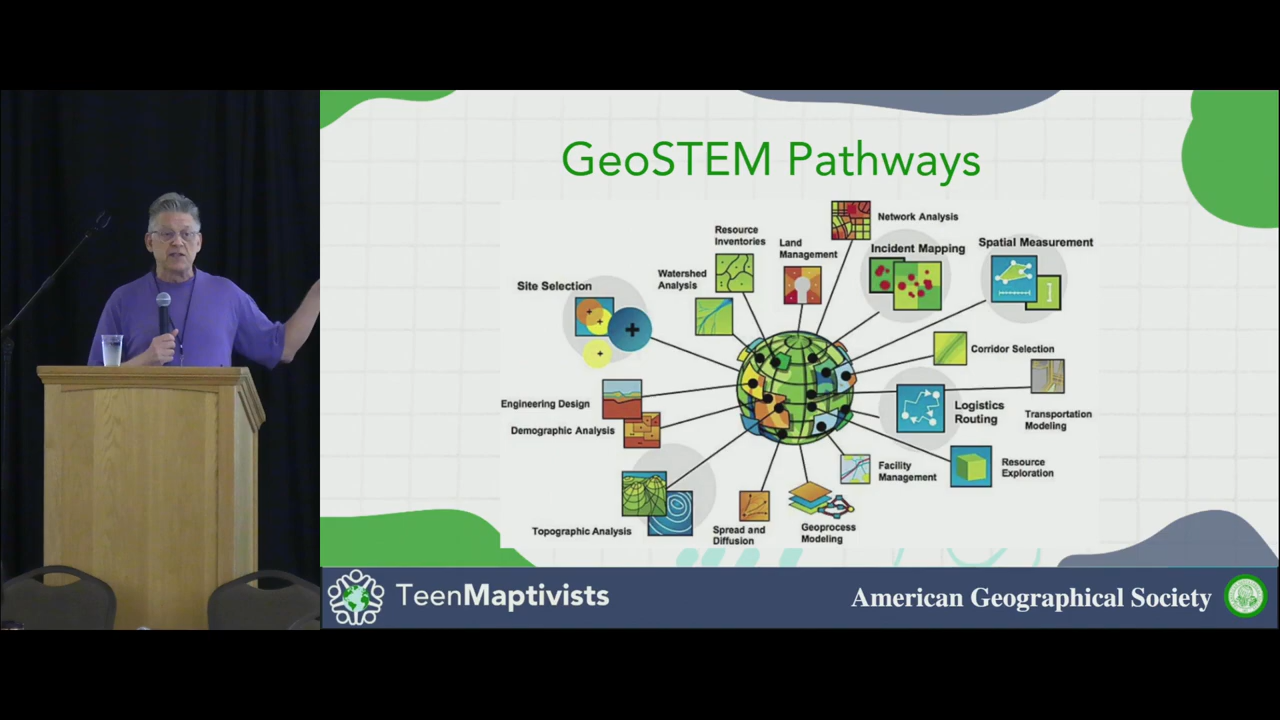 GeoSTEM Pathways
Network Analysis
Resource
Inventories
Land
Management
Incident Mapping
Spatial Measurement
Watershed
Analysis
Site Selection
Corridor Selection
Engineering Design
Demographic Analysis
Logistics
Routing
Transportation
Modeling
Facility
Management
Resource
Exploration
Topographic Analysis
Spread and
Diffusion
Geoprocess
Modeling
TeenMaptivists
American Geographical Society